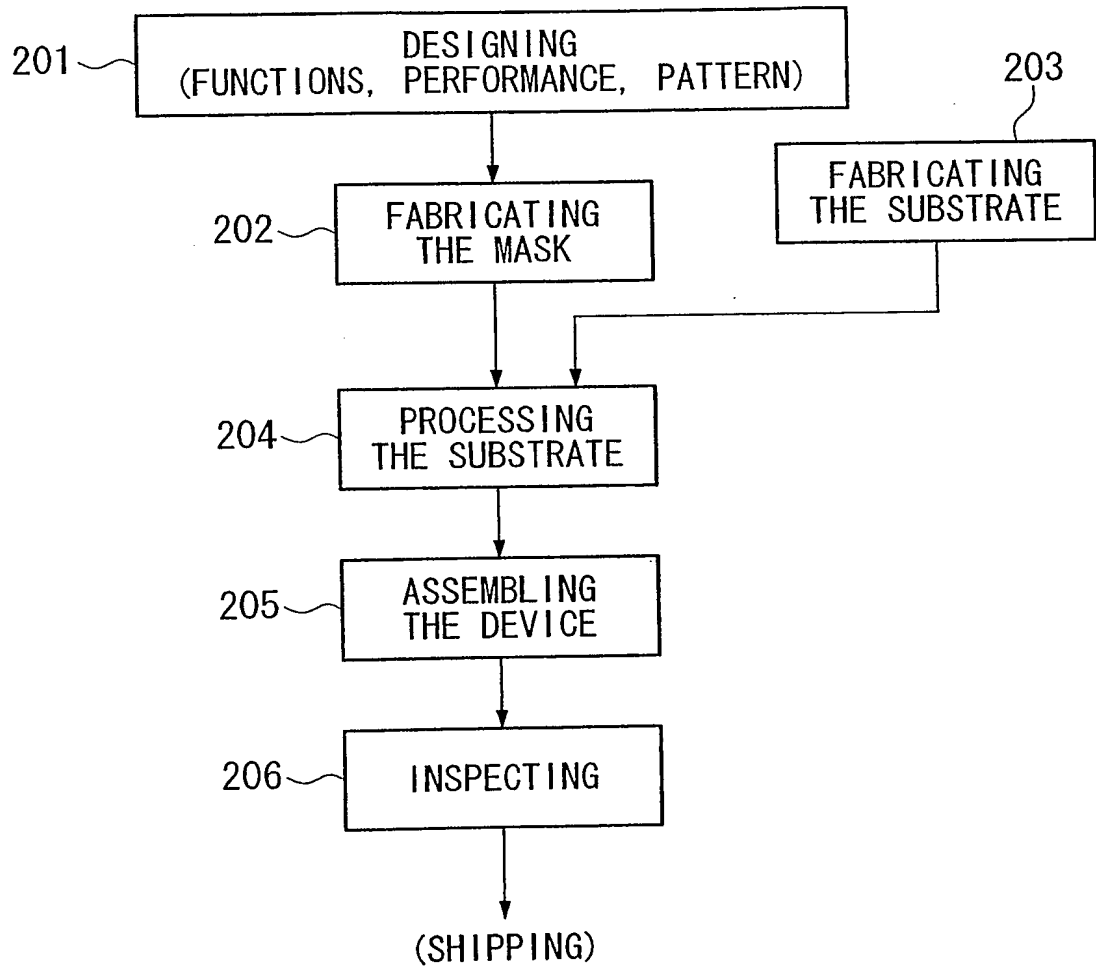 201
DESIGNING
(FUNCTIONS, PERFORMANCE, PATTERN)
203
FABRICATING
THE SUBSTRATE
202
FABRICATING
THE MASK
204
PROCESSING
THE SUBSTRATE
205
ASSEMBLING
THE DEVICE
206
INSPECTING
(SHIPPING)